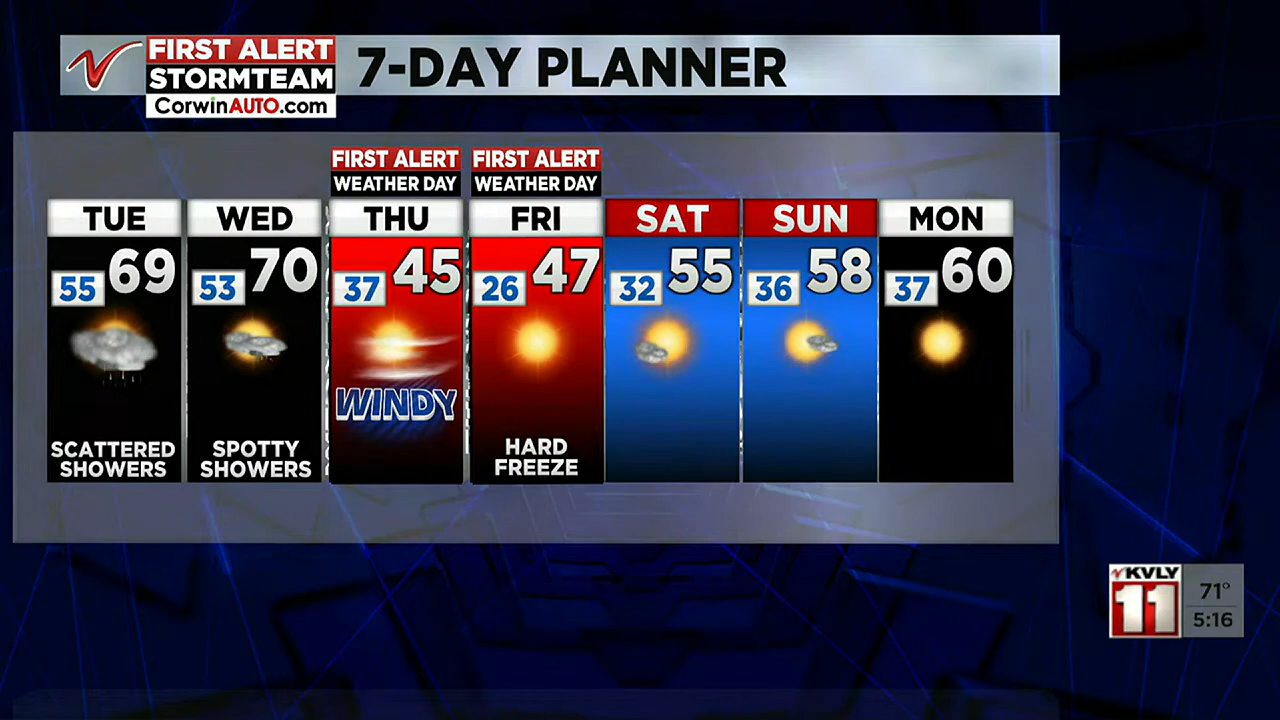 FIRST ALERT
STORMTEAM
CorwinAUTO.com
7-DAY PLANNER
FIRST ALERT
WEATHER DAY
FIRST ALERT
WEATHER DAY
TUE
WED
THU
FRI
SAT
SUN
MON
55 69
53 70
37 45
26 47
32 55
36 58
37 60
WINDY
SCATTERED
SHOWERS
SPOTTY
SHOWERS
HARD
FREEZE
KVLY
11
71°
5:16